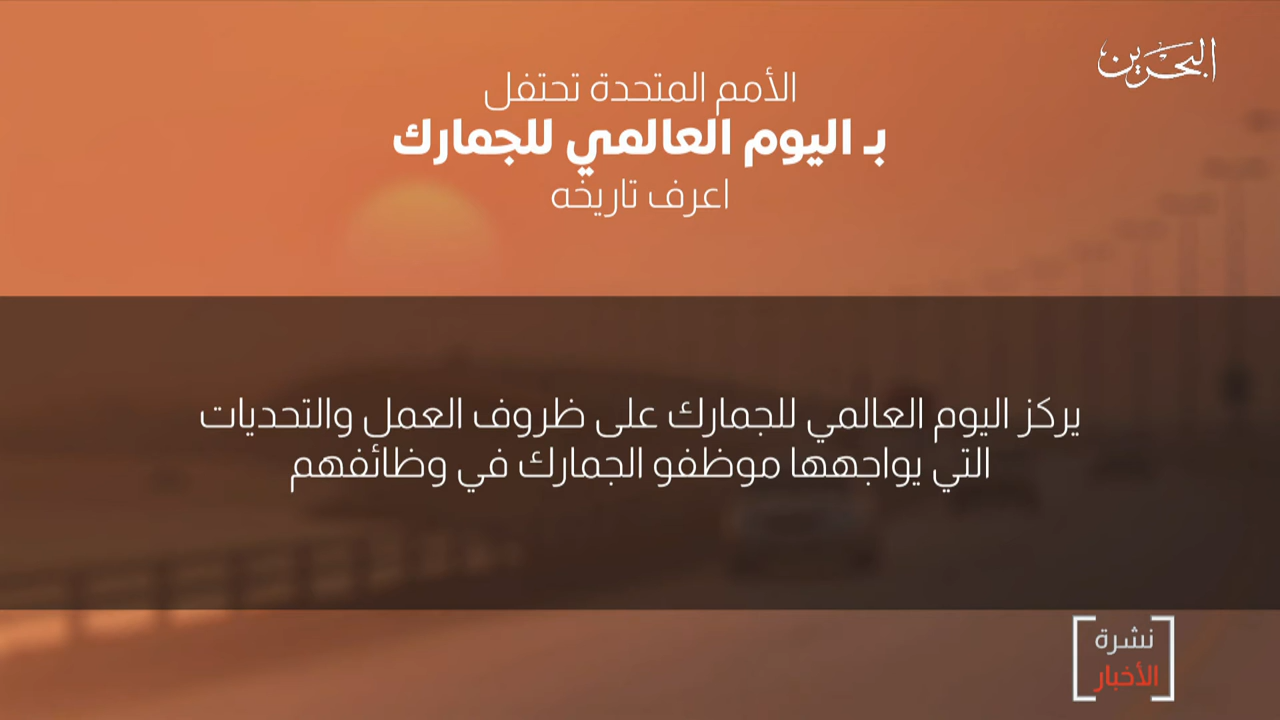 البحرين
الأمم المتحدة تحتفل
بـ اليوم العالمي للجمارك
اعرف تاريخه
يركز اليوم العالمي للجمارك على ظروف العمل والتحديات
التي يواجهها موظفو الجمارك في وظائفهم
نشرة
الأخبار